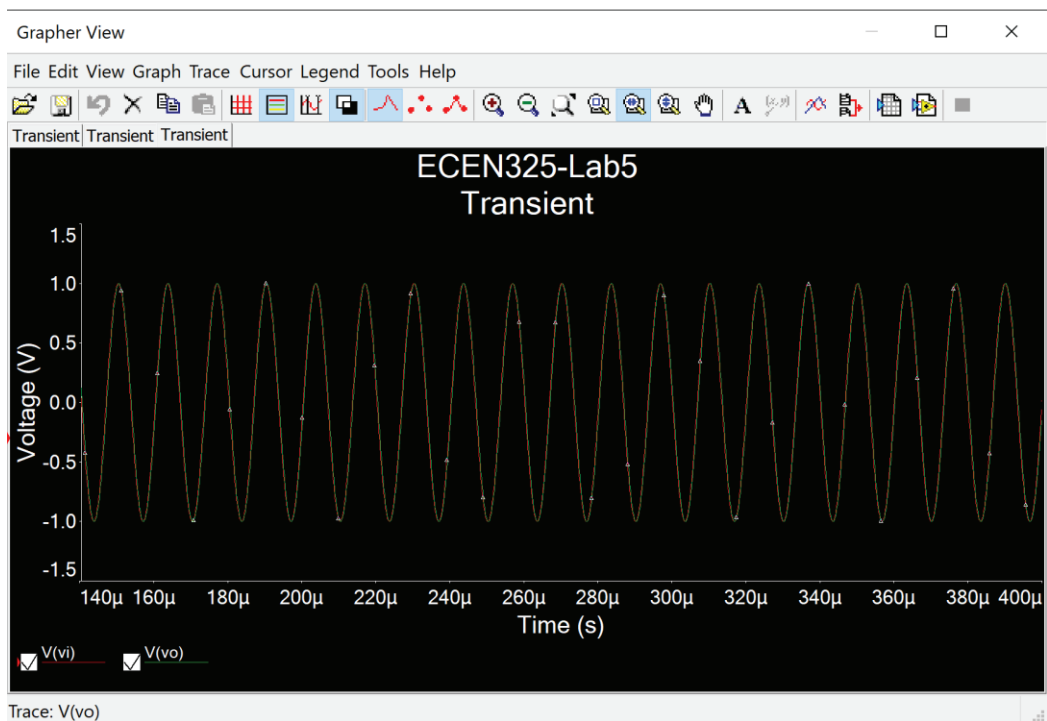 Grapher View
File Edit View Graph Trace Cursor Legend Tools Help
A (x,y)
Transient Transient Transient
ECEN325-Lab5
Transient
1.5
1.0
0.5
0.0
-0.5
-1.0
-1.5
Voltage (V)
140μ 160μ 180μ 200μ 220μ 240μ 260μ 280μ 300μ 320μ 340μ 360μ 380μ 400μ
Time (s)
V(vi) V(vo)
Trace: V(vo)